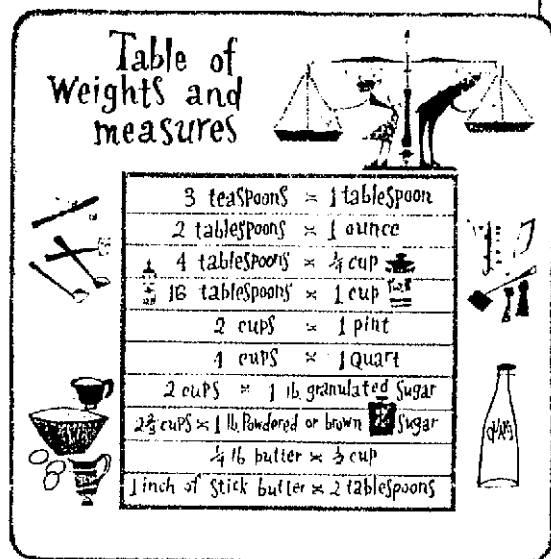 Table of
Weights and
measures
3 teaspoons = 1 tablespoon
2 tablespoons = 1 ounce
4 tablespoons = ¼ cup
16 tablespoons = 1 cup
2 cups = 1 pint
4 cups = 1 quart
2 cups = 1 lb. granulated Sugar
2⅔ cups = 1 lb. Powdered or brown Sugar
¼ lb butter = ½ cup
1 inch of Stick butter = 2 tablespoons